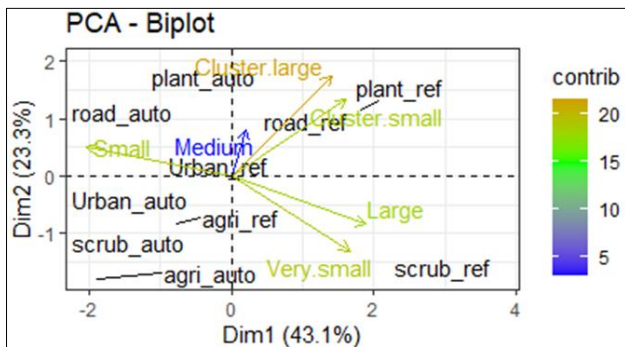 PCA - Biplot
Cluster.large
plant_auto
plant_ref
road_auto
Cluster.small
road_ref
Medium
Small
Urban_ref
Urban_auto
agri_ref
Large
scrub_auto
Very.small
scrub_ref
agri_auto
2
1
0
-1
-2
0
2
4
Dim1 (43.1%)
Dim2 (23.3%)
contrib
20
15
10
5